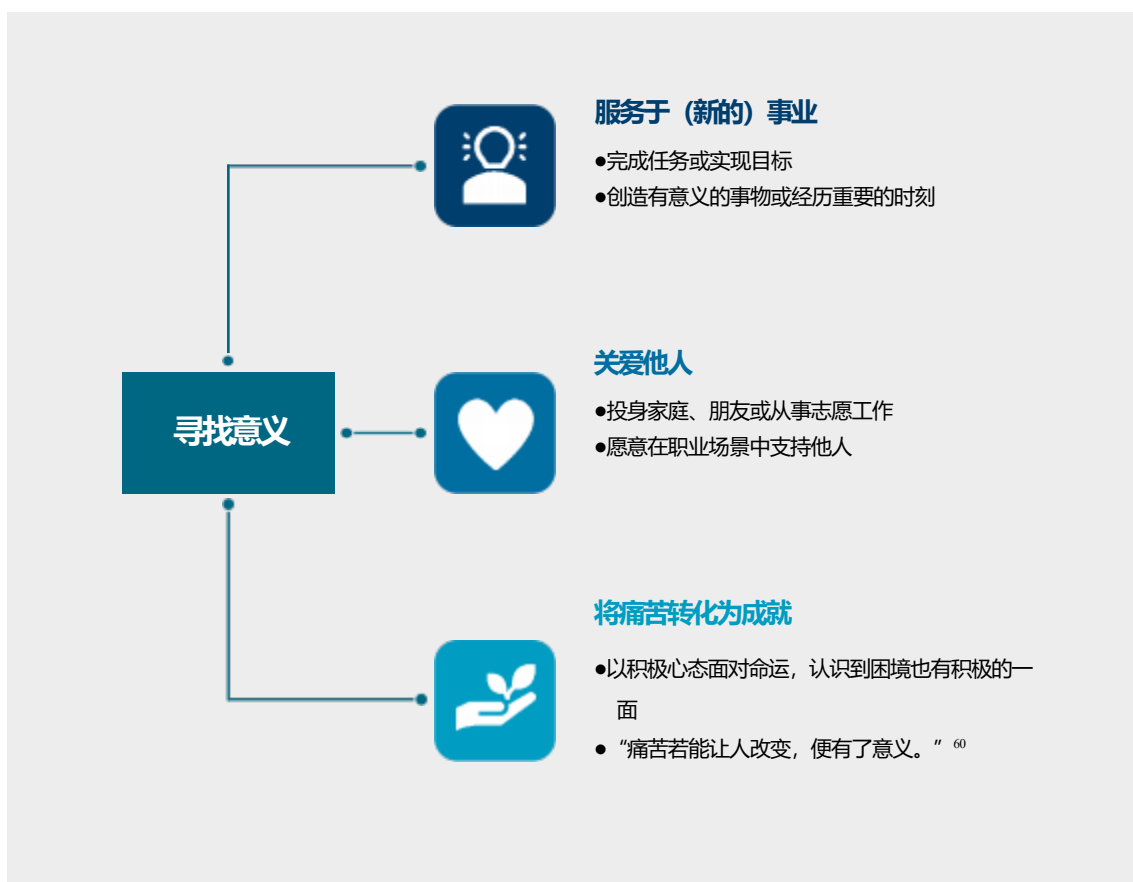 服务于（新的）事业
●完成任务或实现目标
●创造有意义的事物或经历重要的时刻
寻找意义
关爱他人
●投身家庭、朋友或从事志愿工作
●愿意在职业场景中支持他人
将痛苦转化为成就
●以积极心态面对命运，认识到困境也有积极的一
面
●“痛苦若能让人改变，便有了意义。”60